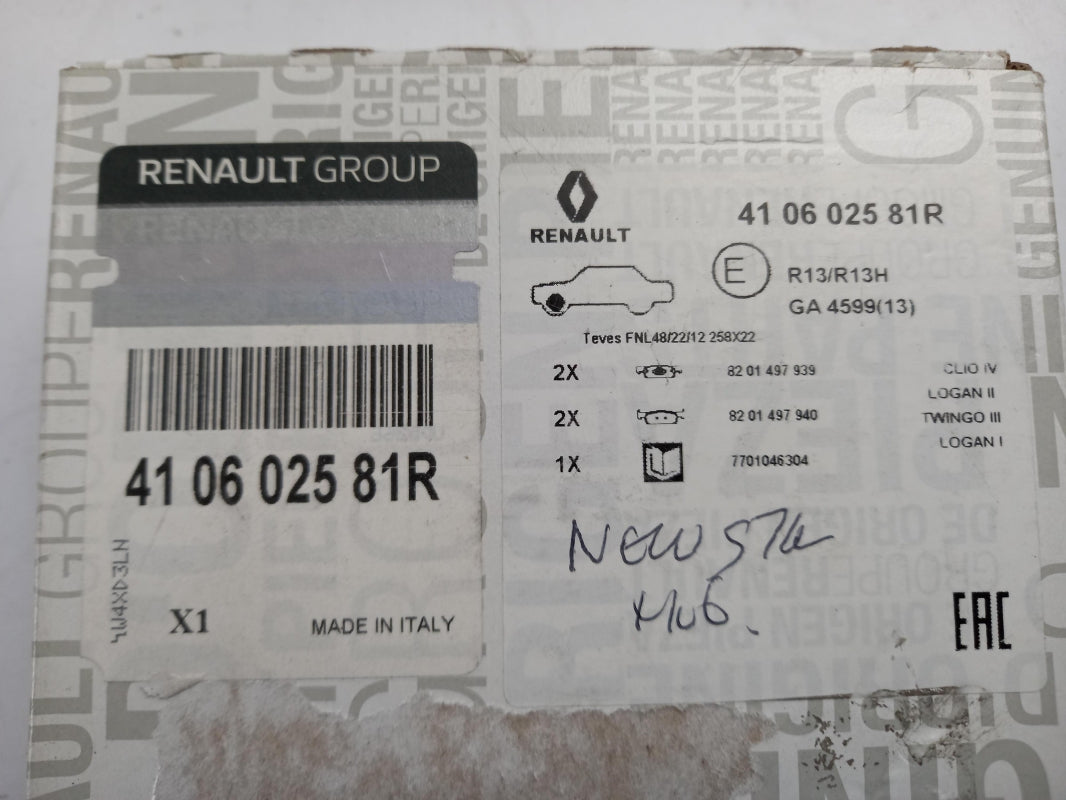 RENAULT GROUP
41 06 025 81R
4W4XD3LN
X1
MADE IN ITALY
RENAULT
41 06 025 81R
E
R13/R13H
GA 4599(13)
Teves FNL48/22/12 258X22
2X 82 01 497 939 CLIO IV
LOGAN II
2X 82 01 497 940 TWINGO III
LOGAN I
1X 7701046304
NEW
EAC